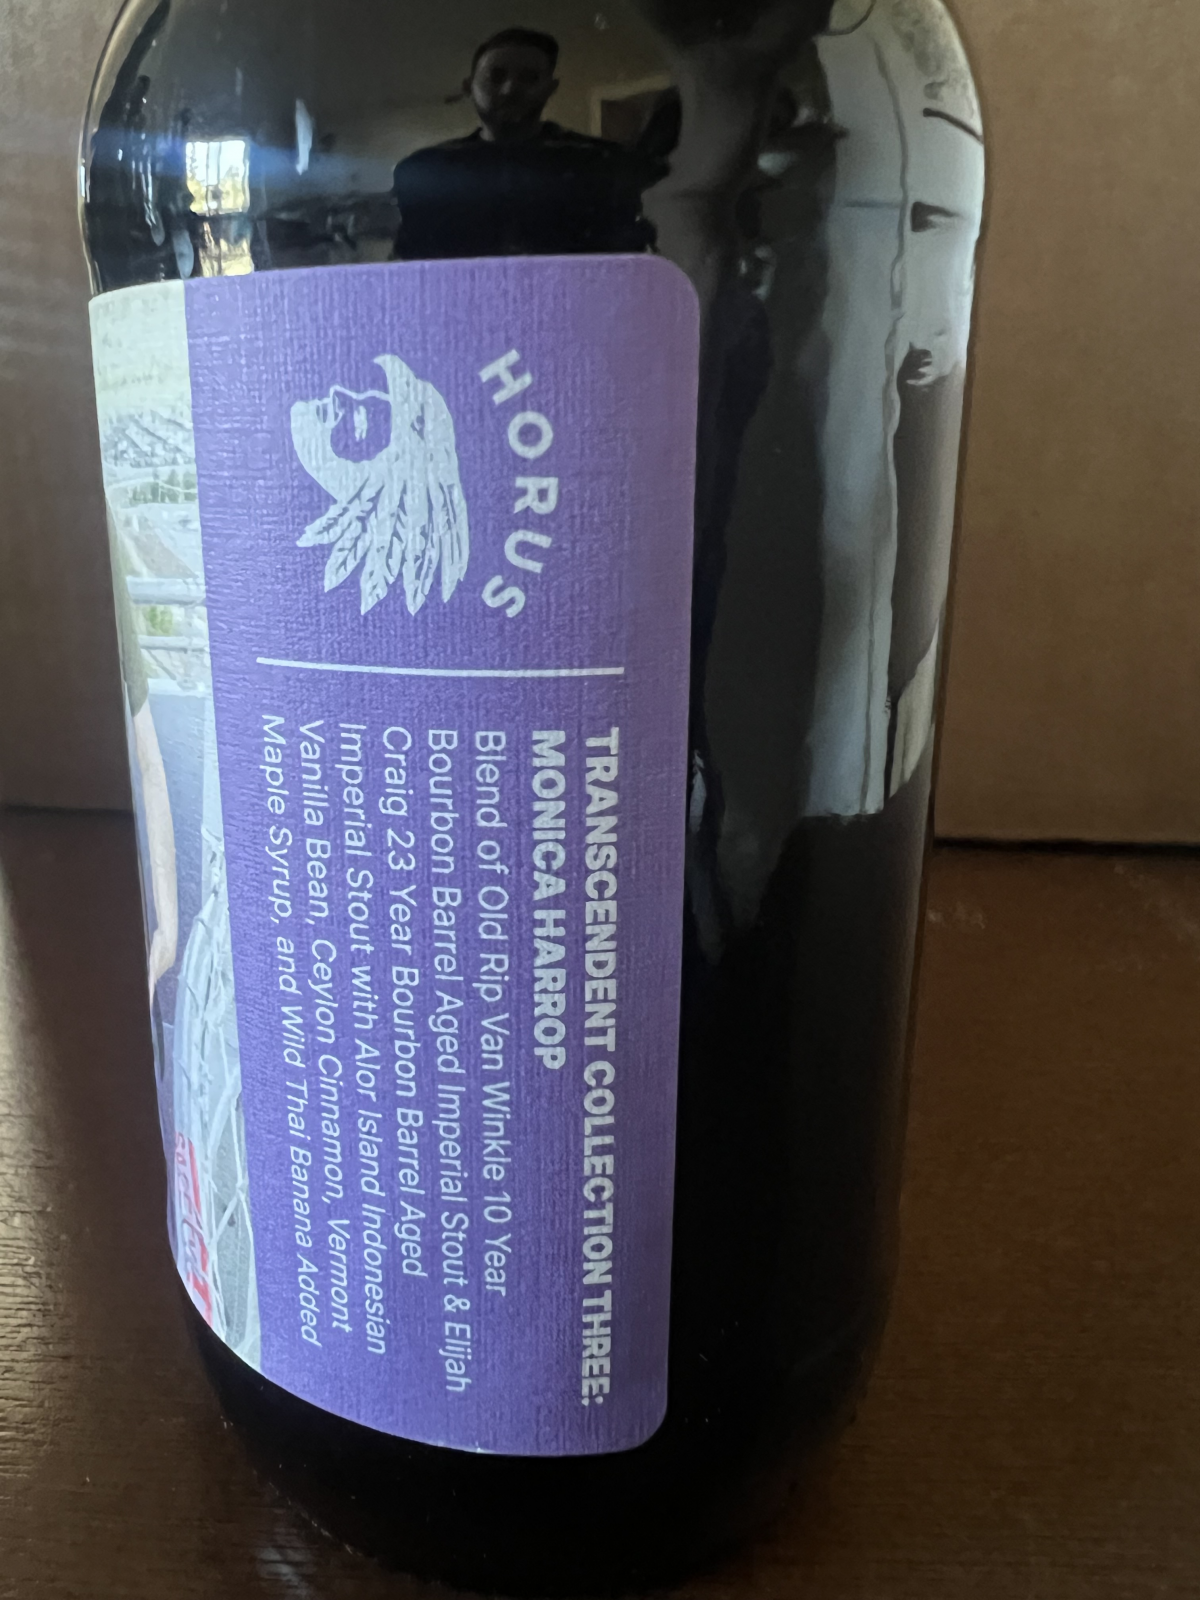 HORUS
TRANSCENDENT COLLECTION THREE:
MONICA HARROP
Blend of Old Rip Van Winkle 10 Year
Bourbon Barrel Aged Imperial Stout & Elijah
Craig 23 Year Bourbon Barrel Aged
Imperial Stout with Alor Island Indonesian
Vanilla Bean, Ceylon Cinnamon, Vermont
Maple Syrup, and Wild Thai Banana Added